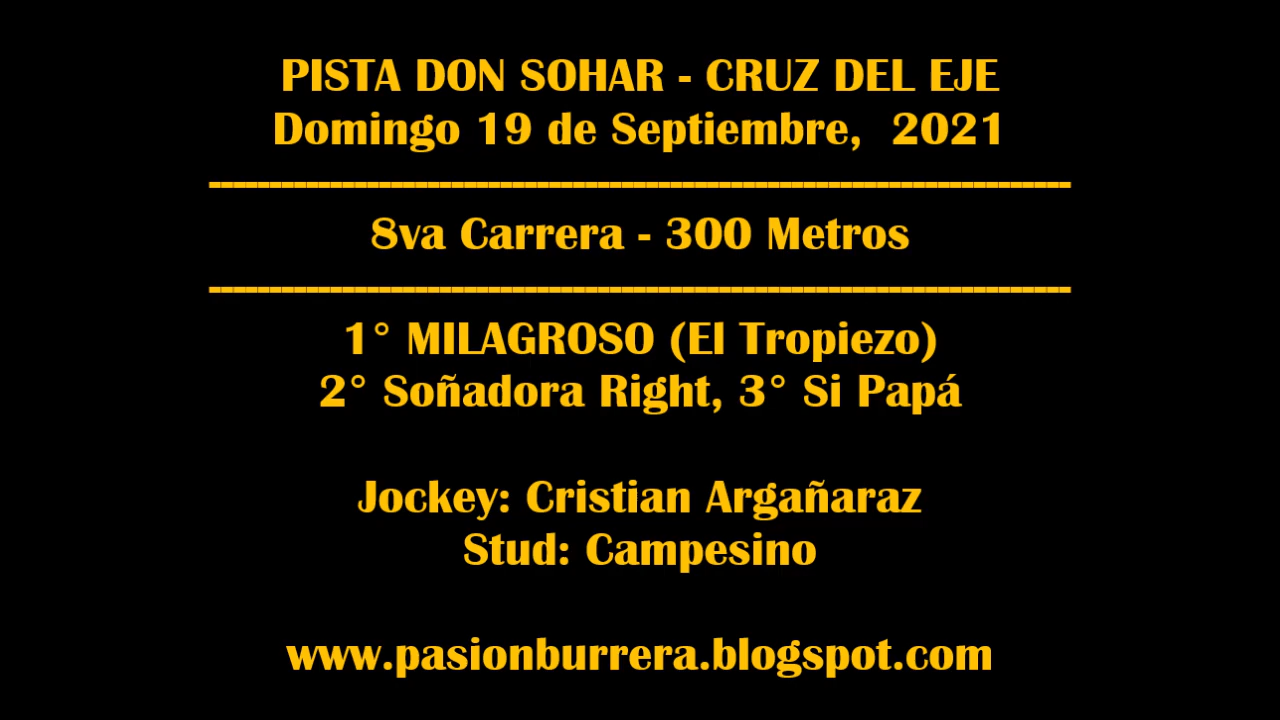 PISTA DON SOHAR - CRUZ DEL EJE
Domingo 19 de Septiembre,  2021
----------------------------------------------------------------------
8va Carrera - 300 Metros
----------------------------------------------------------------------
1° MILAGROSO (El Tropiezo)
2° Soñadora Right, 3° Si Papá
Jockey: Cristian Argañaraz
Stud: Campesino
www.pasionburrera.blogspot.com